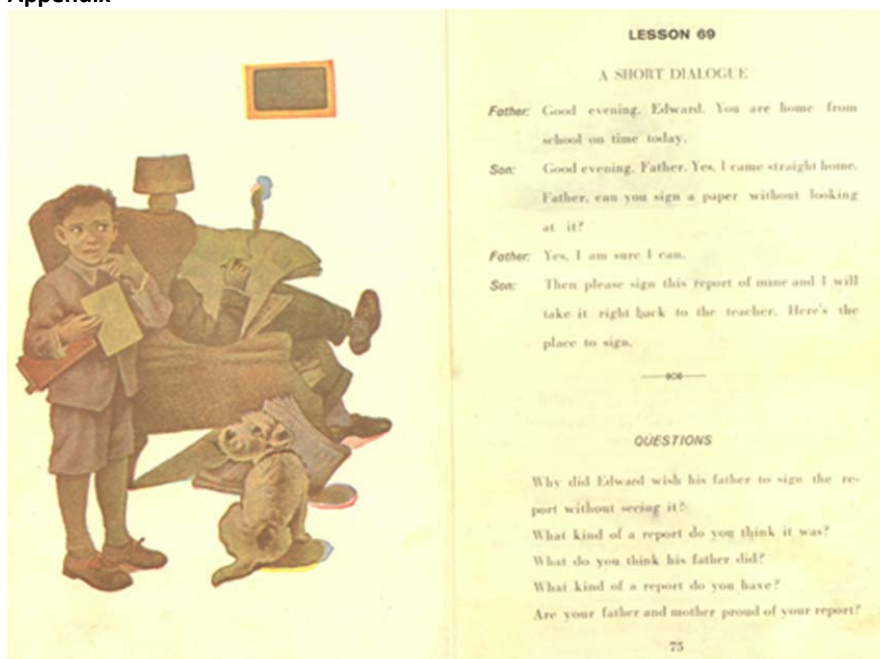 Appendix
LESSON 69
A SHORT DIALOGUE
Father: Good evening, Edward. You are home from
school on time today.
Son: Good evening, Father. Yes, I came straight home.
Father, can you sign a paper without looking
at it?
Father: Yes, I am sure I can.
Son: Then please sign this report of mine and I will
take it right back to the teacher. Here's the
place to sign.
QUESTIONS
Why did Edward wish his father to sign the re-
port without seeing it?
What kind of a report do you think it was?
What do you think his father did?
What kind of a report do you have?
Are your father and mother proud of your report?
75